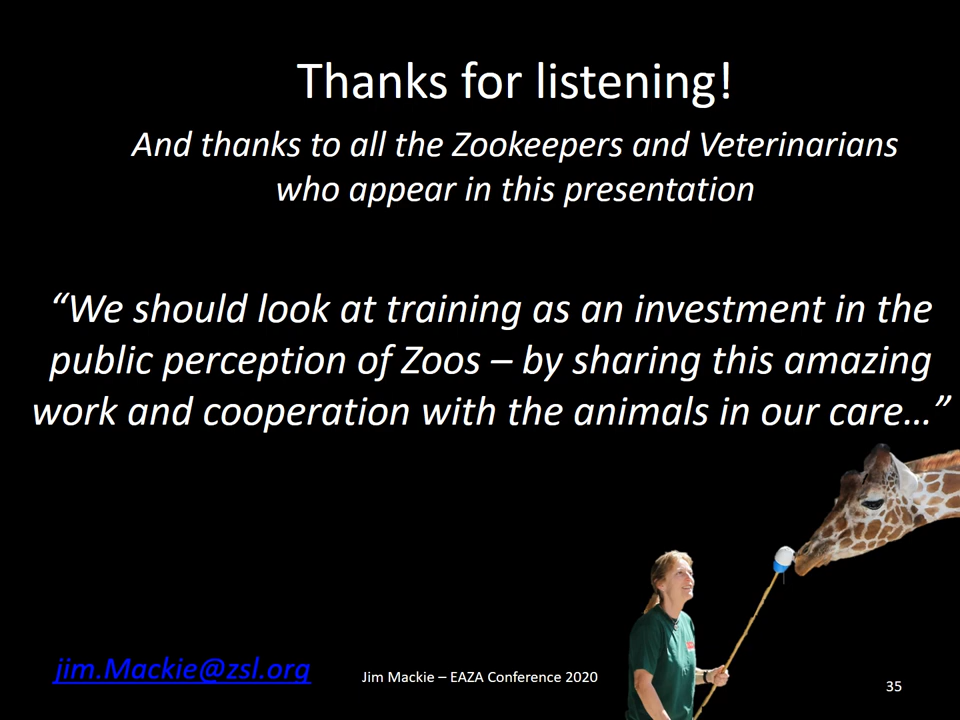 Thanks for listening!
And thanks to all the Zookeepers and Veterinarians
who appear in this presentation
“We should look at training as an investment in the
public perception of Zoos – by sharing this amazing
work and cooperation with the animals in our care…”
jim.Mackie@zsl.org
Jim Mackie – EAZA Conference 2020
35